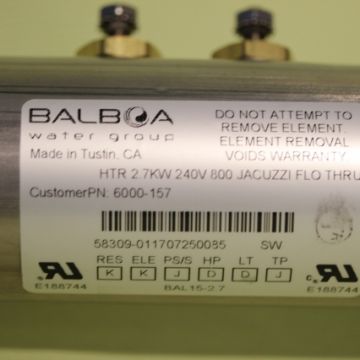 BALBOA
water group
Made in Tustin, CA
DO NOT ATTEMPT TO
REMOVE ELEMENT.
ELEMENT REMOVAL
VOIDS WARRANTY
HTR 2.7KW 240V 800 JACUZZI FLO THRU
CustomerPN: 6000-157
58309-011707250085 SW
RES ELE PS/S HP LT TP
K K J D D J
BAL15-2.7
E188744
E188744